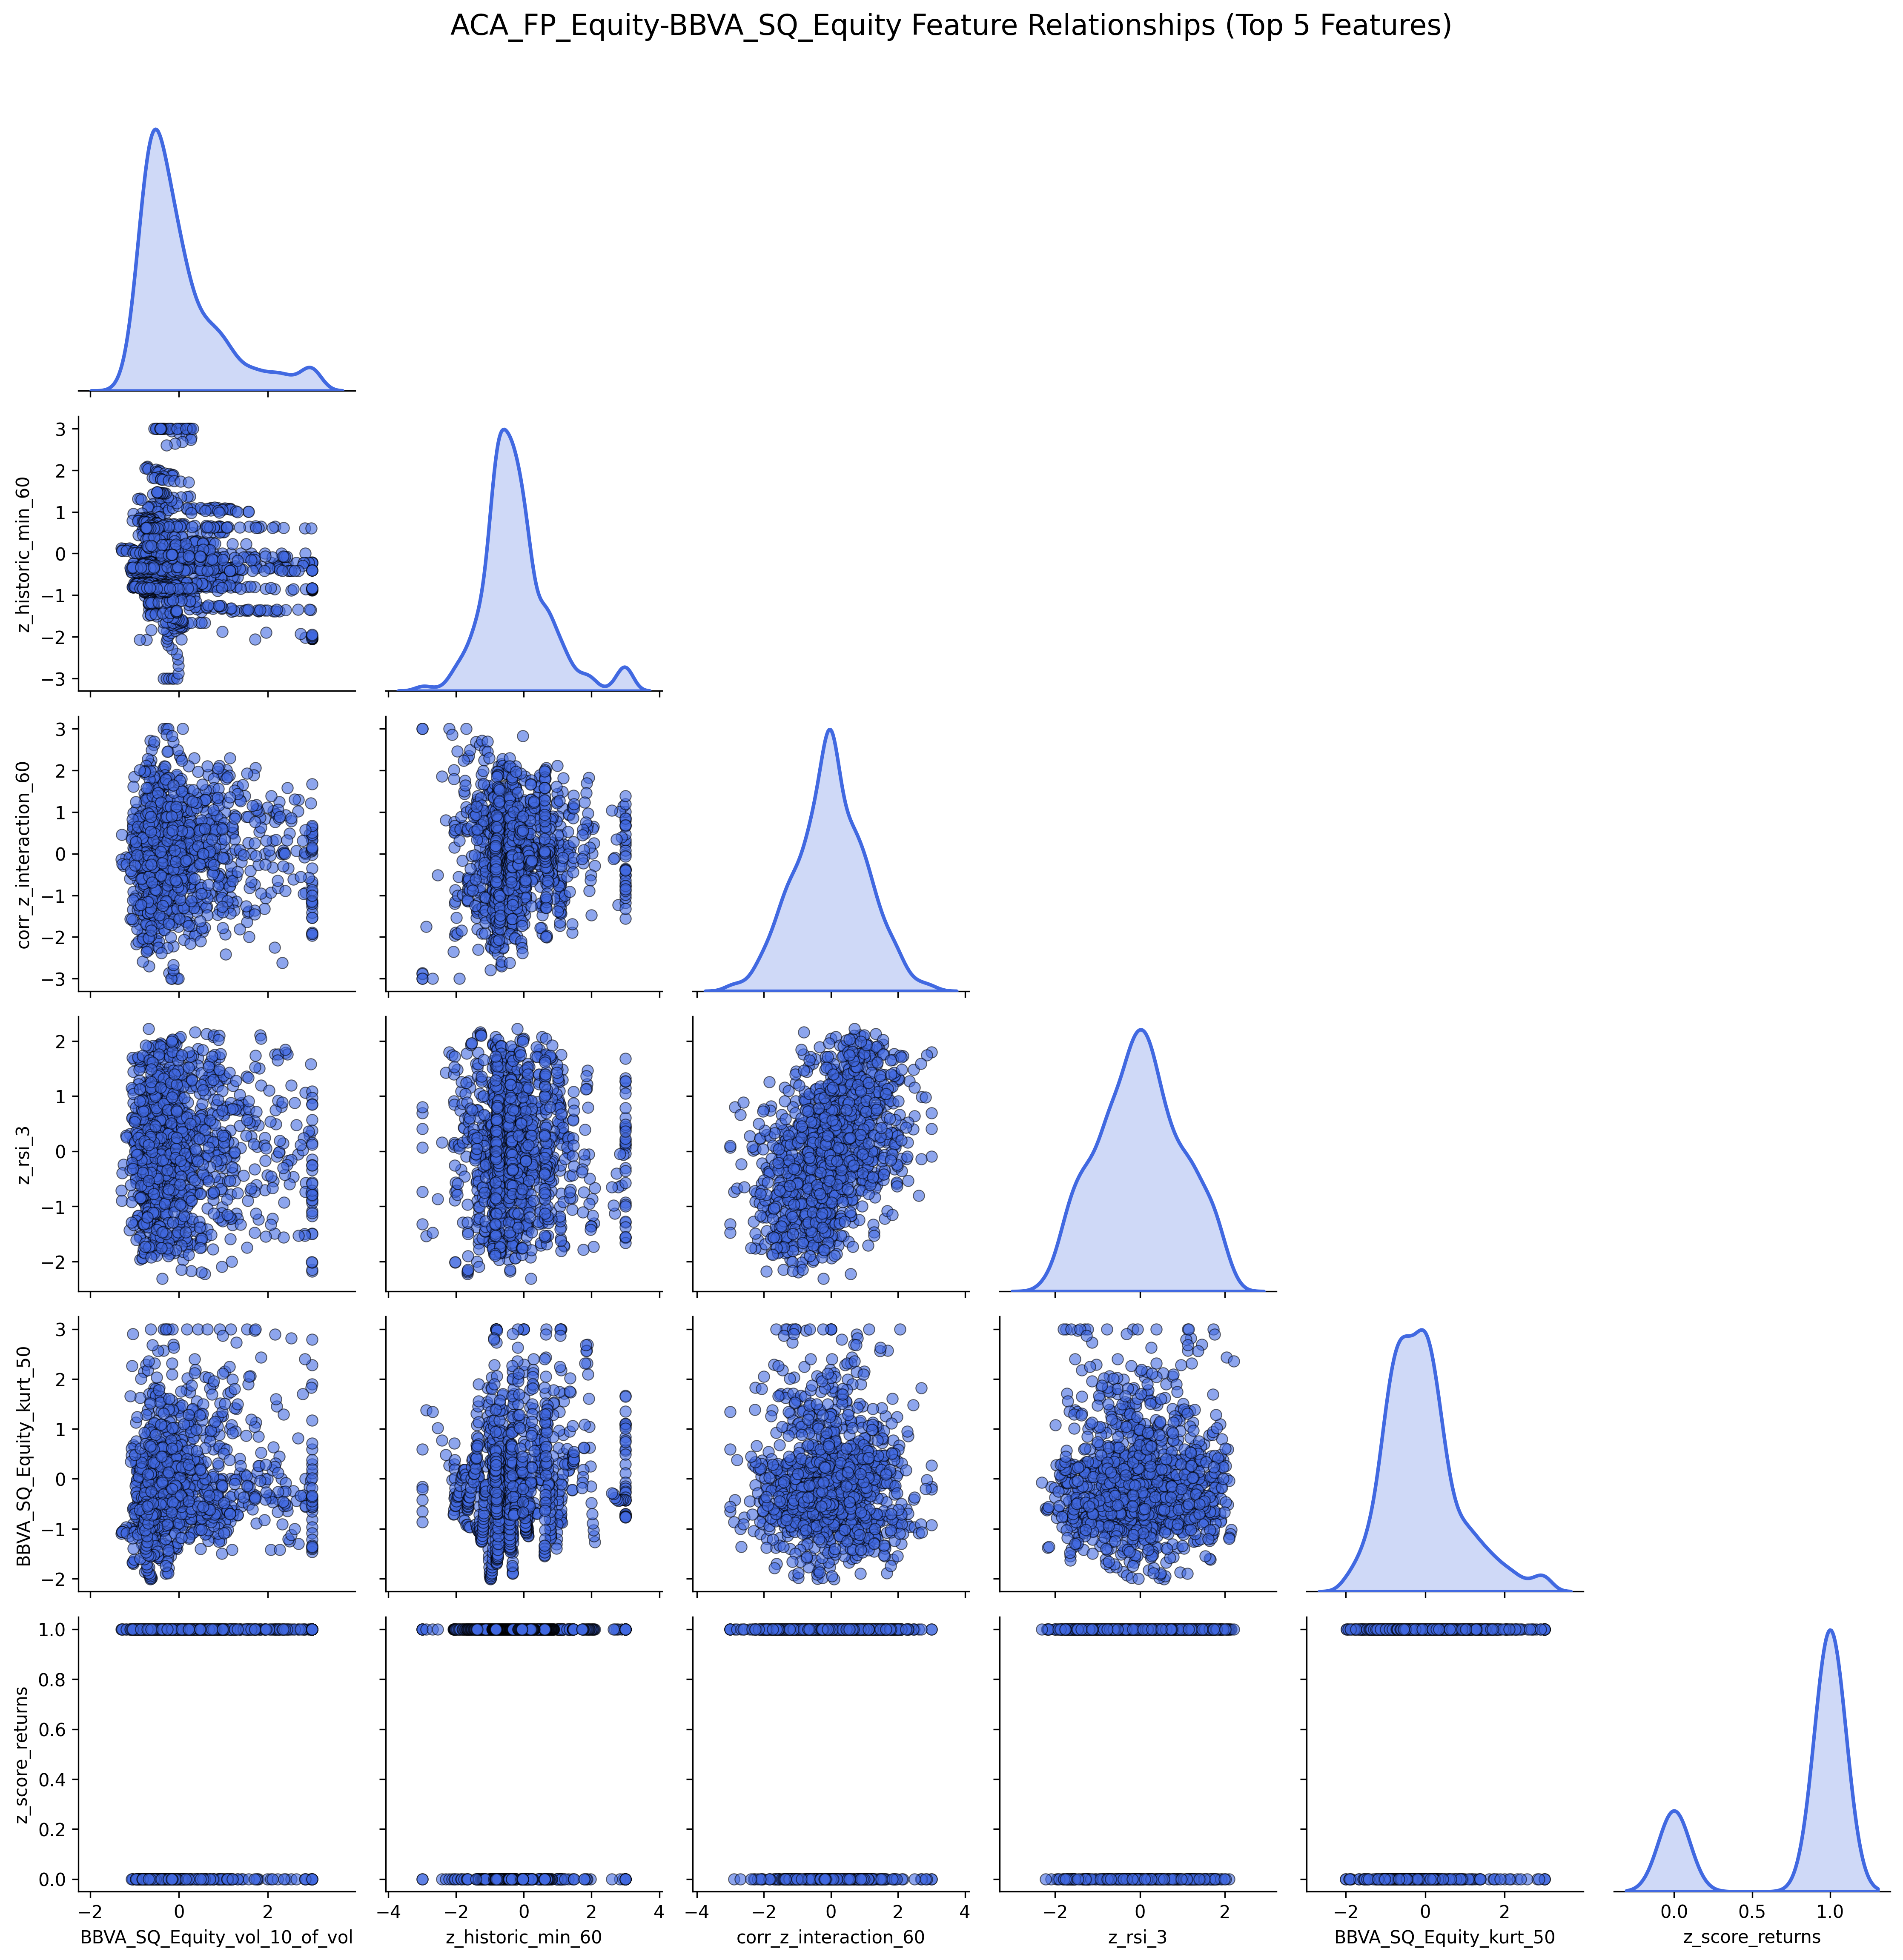 ACA_FP_Equity-BBVA_SQ_Equity Feature Relationships (Top 5 Features)
z_historic_min_60
3
2
1
0
−1
−2
−3
corr_z_interaction_60
3
2
1
0
−1
−2
−3
z_rsi_3
2
1
0
−1
−2
BBVA_SQ_Equity_kurt_50
3
2
1
0
−1
−2
z_score_returns
1.0
0.8
0.6
0.4
0.2
0.0
−2 0 2
−4 −2 0 2 4
−4 −2 0 2 4
−2 0 2
−2 0 2
0.0 0.5 1.0
BBVA_SQ_Equity_vol_10_of_vol
z_historic_min_60
corr_z_interaction_60
z_rsi_3
BBVA_SQ_Equity_kurt_50
z_score_returns